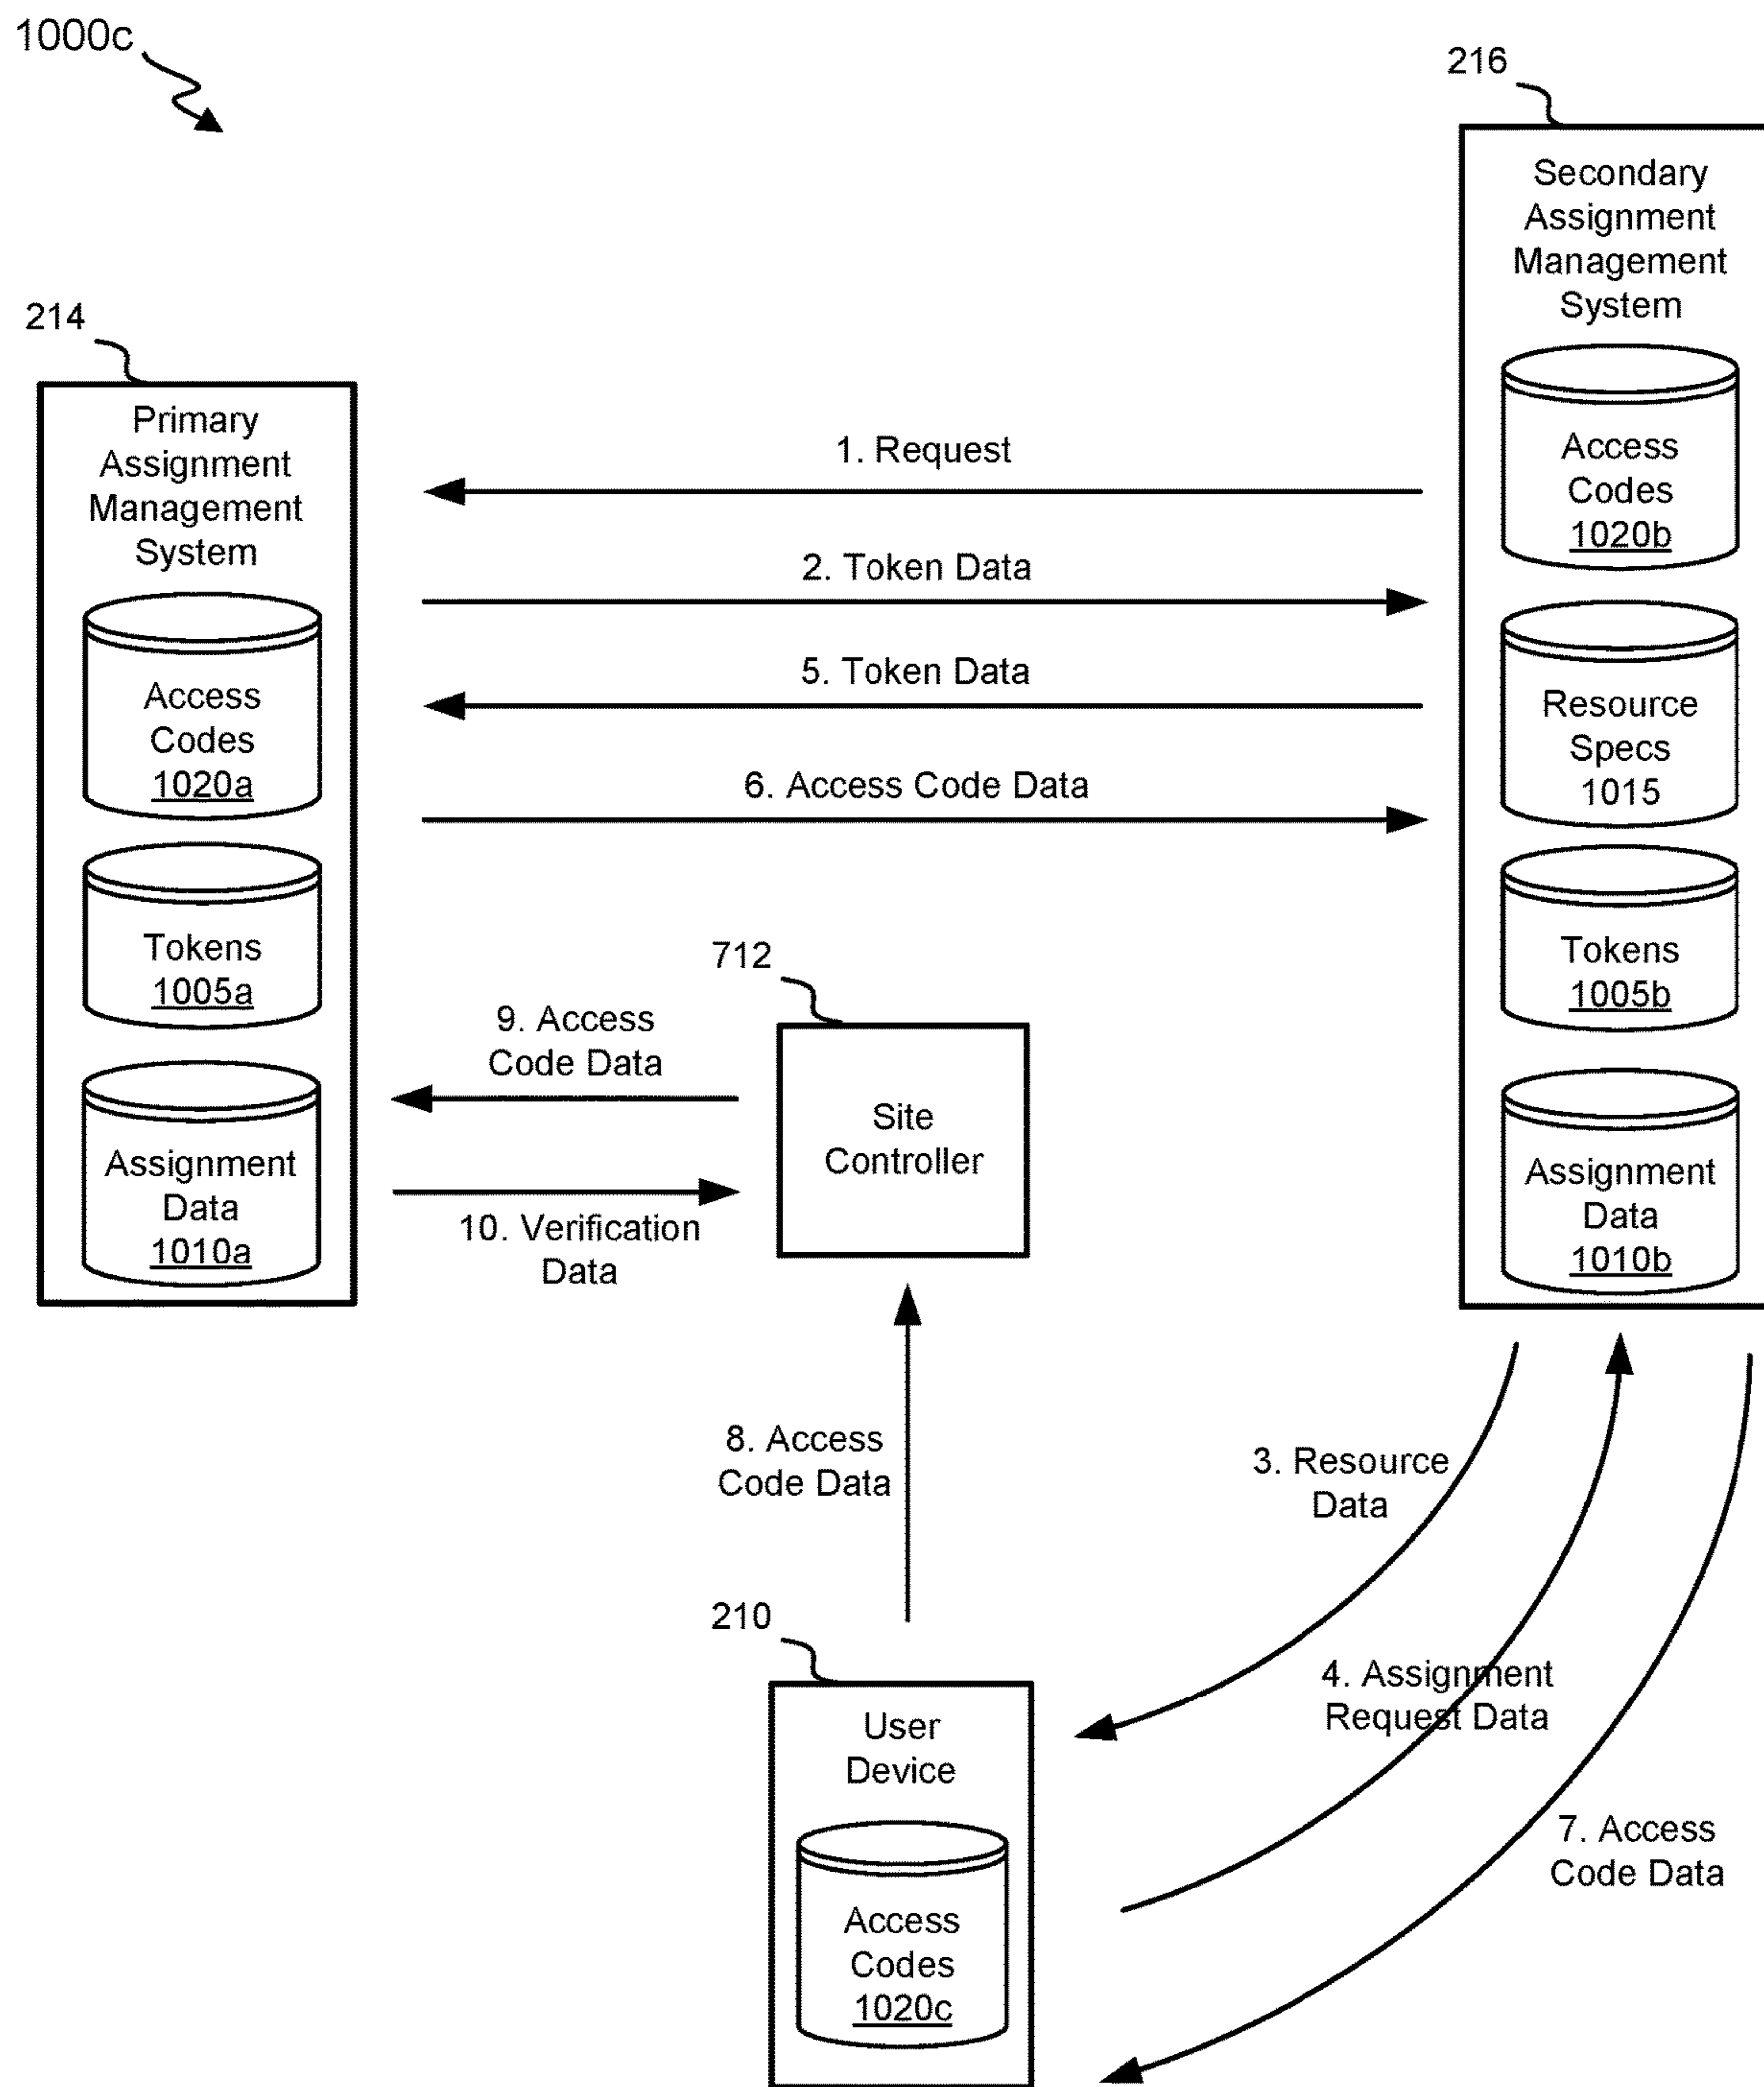 1000c
216
Secondary
Assignment
Management
System
Access
Codes
1020b
Resource
Specs
1015
Tokens
1005b
Assignment
Data
1010b
214
Primary
Assignment
Management
System
Access
Codes
1020a
Tokens
1005a
Assignment
Data
1010a
1. Request
2. Token Data
5. Token Data
6. Access Code Data
712
Site
Controller
9. Access
Code Data
10. Verification
Data
8. Access
Code Data
3. Resource
Data
4. Assignment
Request Data
7. Access
Code Data
210
User
Device
Access
Codes
1020c